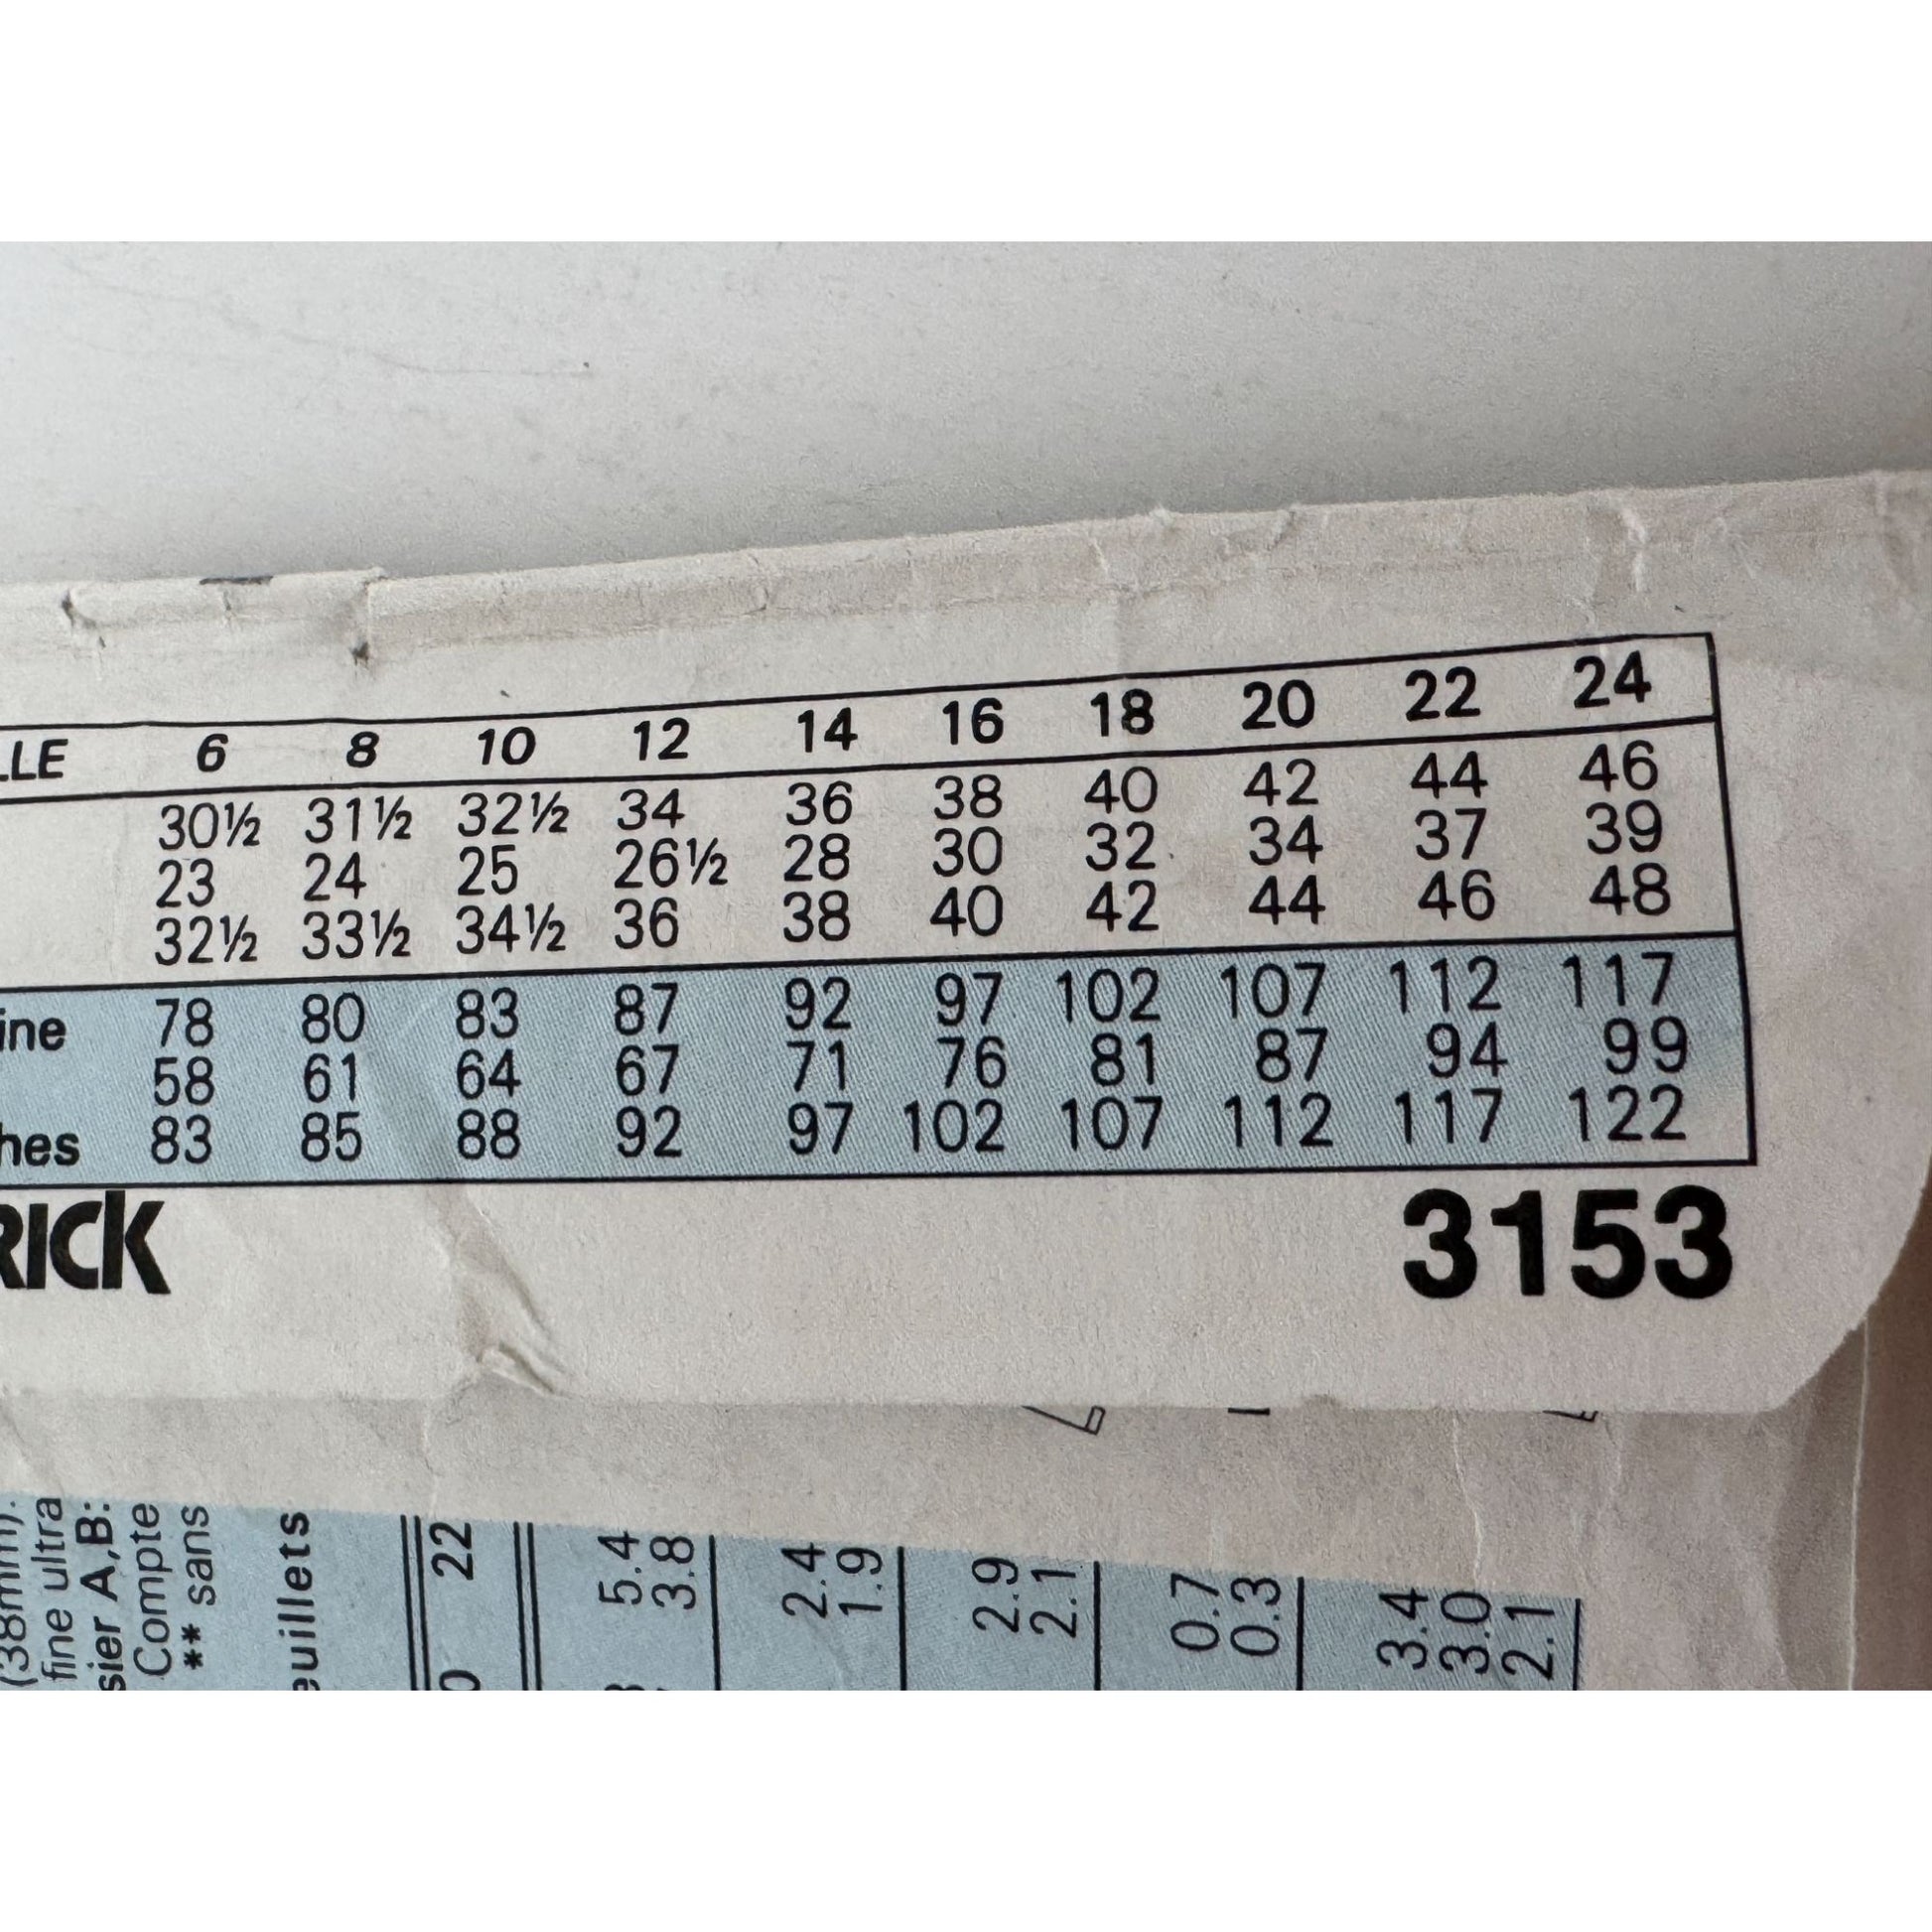 LLE 6 8 10 12 14 16 18 20 22 24
30½ 31½ 32½ 34 36 38 40 42 44 46
23 24 25 26½ 28 30 32 34 37 39
32½ 33½ 34½ 36 38 40 42 44 46 48
ine 78 80 83 87 92 97 102 107 112 117
58 61 64 67 71 76 81 87 94 99
hes 83 85 88 92 97 102 107 112 117 122
RICK 3153
(38mm).
fine ultra
sier A,B:
Compte
** sans
euillets
0 22
5.4
3.8
2.4
1.9
2.9
2.1
0.7
0.3
3.4
3.0
2.1